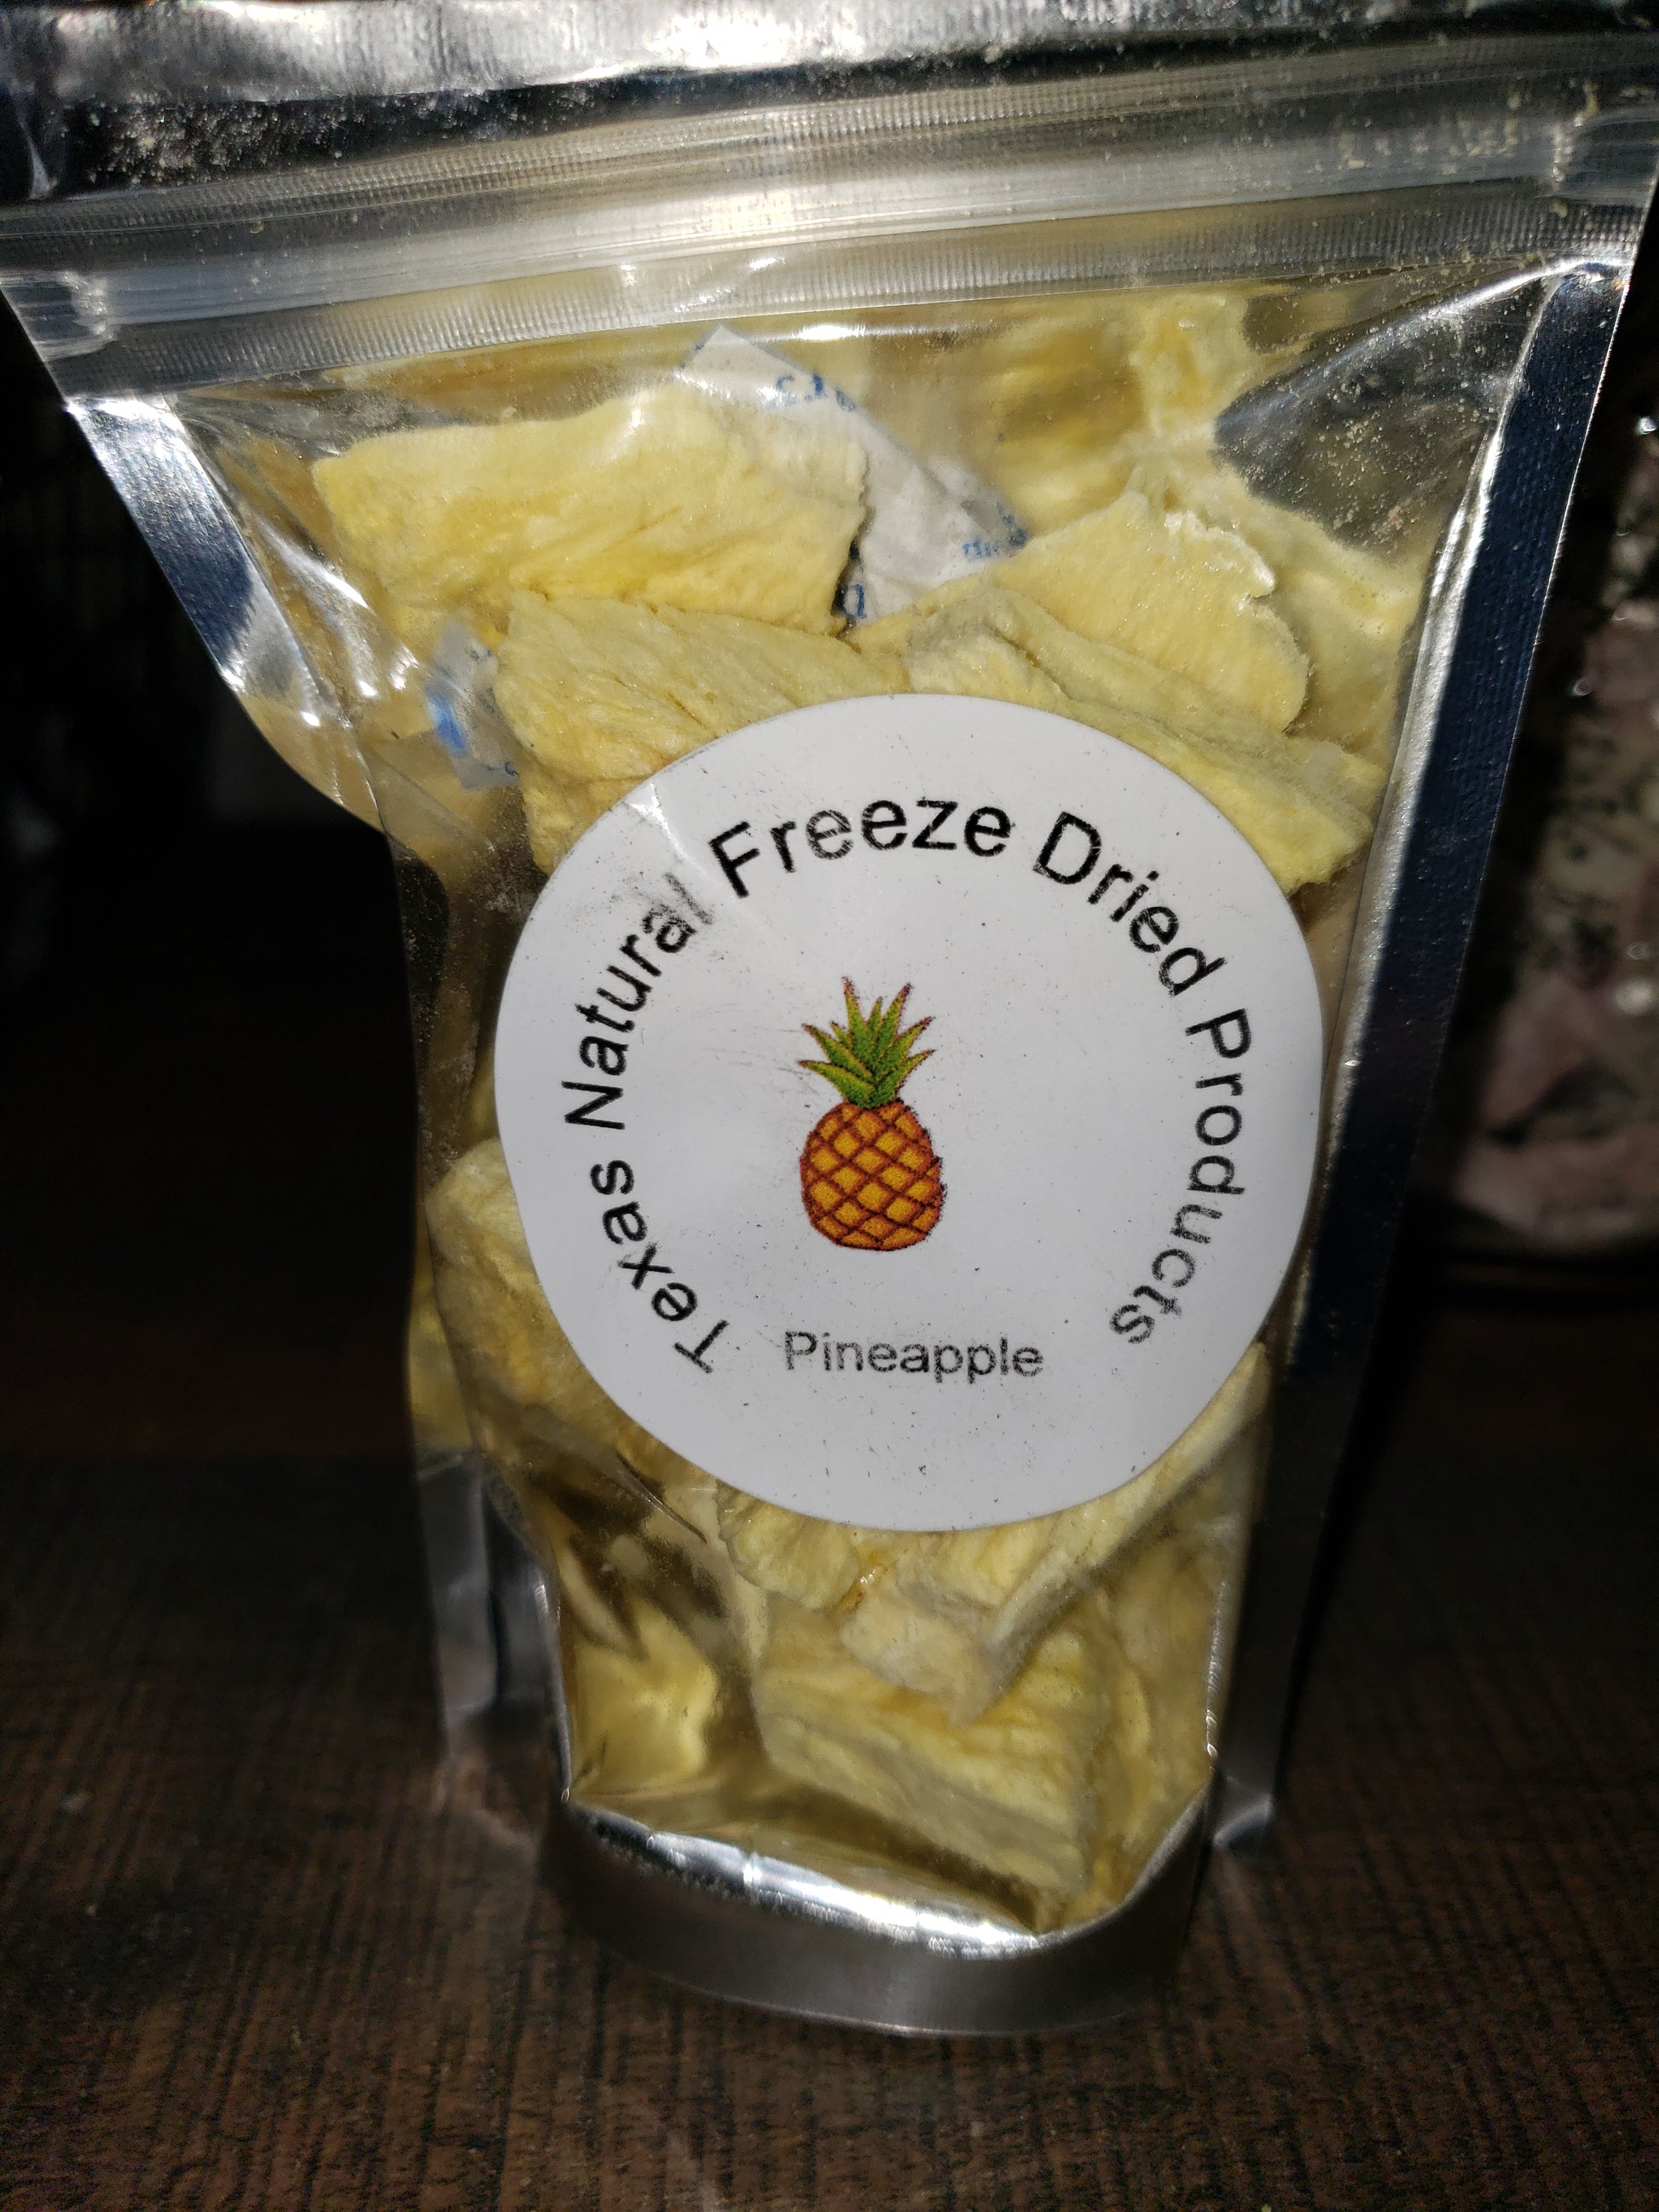 Texas Natural Freeze Dried Products
Pineapple